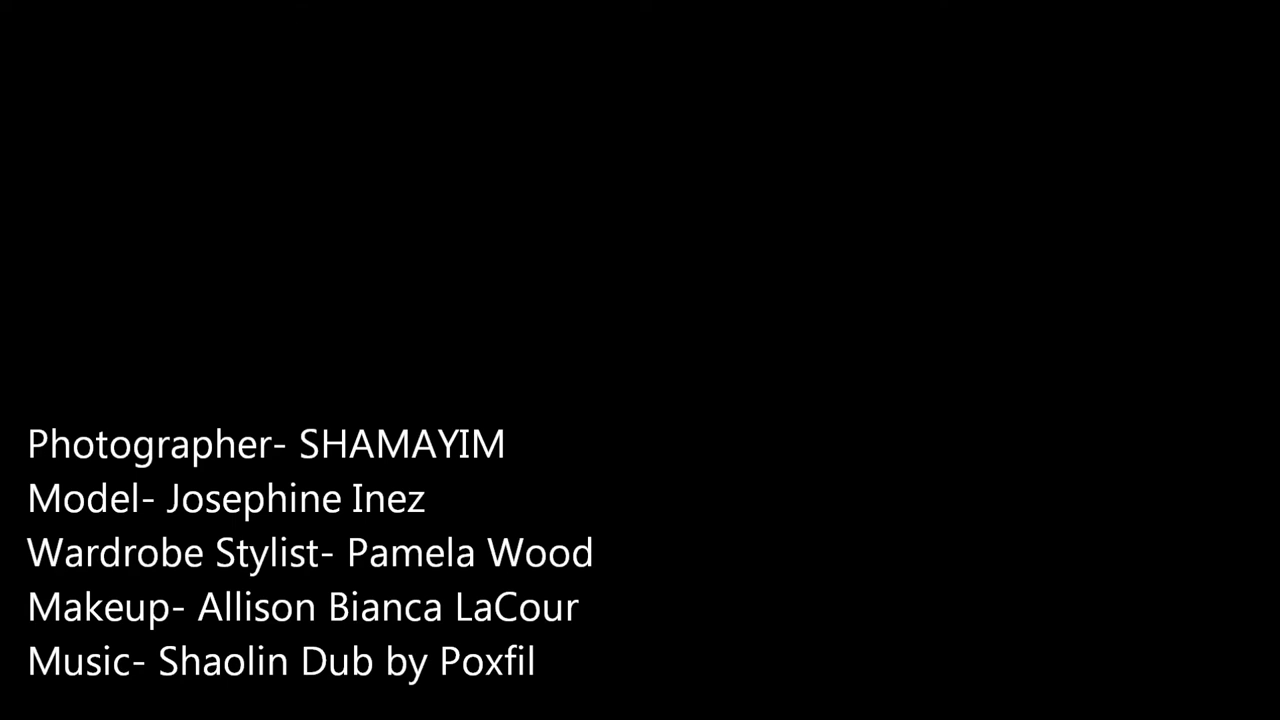 Photographer- SHAMAYIM
Model- Josephine Inez
Wardrobe Stylist- Pamela Wood
Makeup- Allison Bianca LaCour
Music- Shaolin Dub by Poxfil